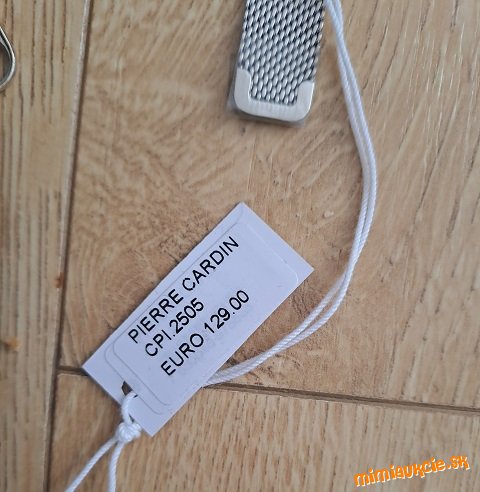 PIERRE CARDIN
CPI.2505
EURO 129.00
mimiaukcie.sk